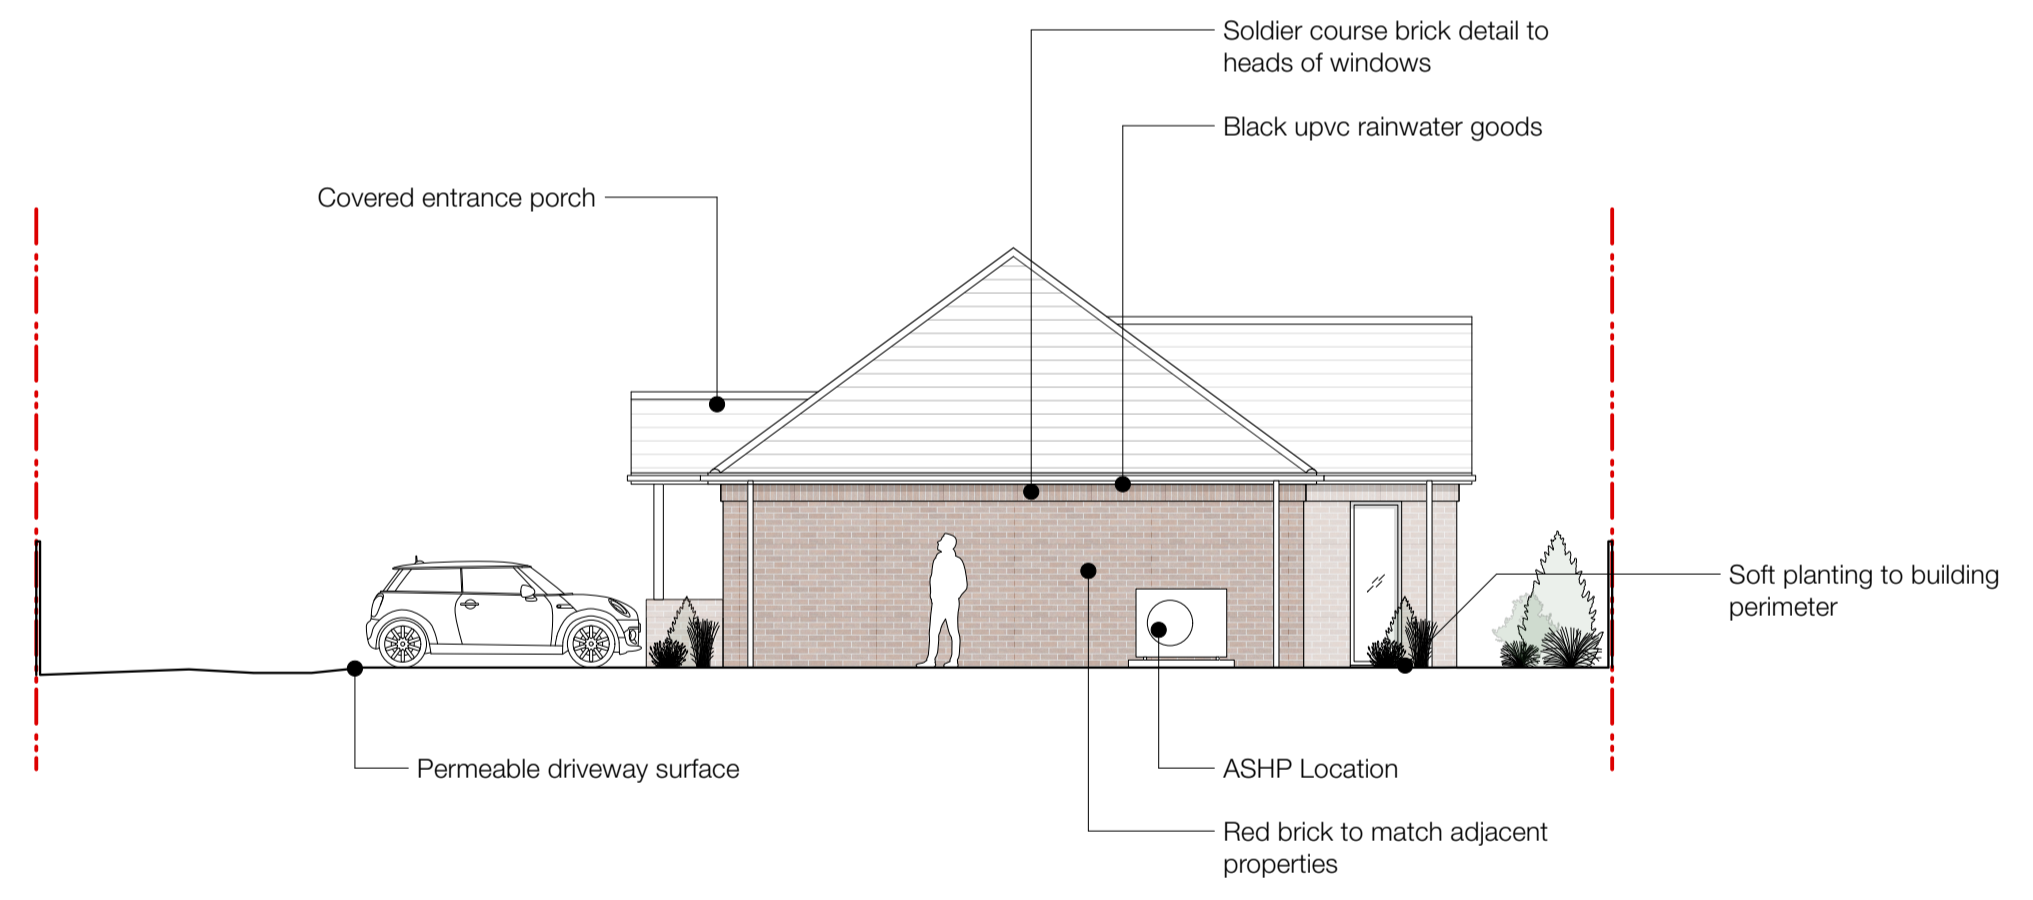 Soldier course brick detail to
heads of windows
Black upvc rainwater goods
Covered entrance porch
Soft planting to building
perimeter
Permeable driveway surface
ASHP Location
Red brick to match adjacent
properties